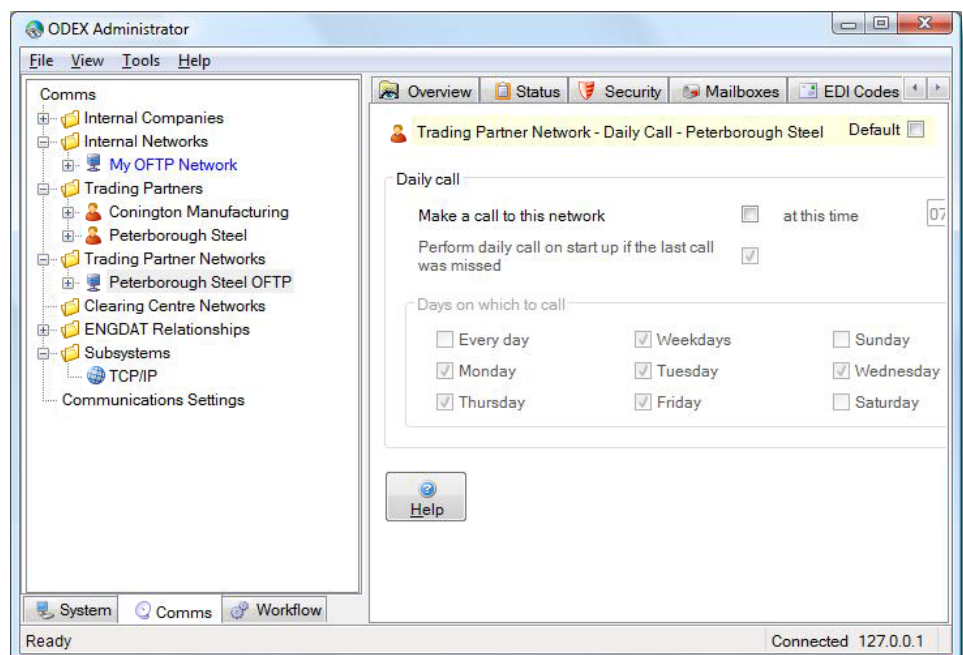 ODEX Administrator
File View Tools Help
Comms
Internal Companies
Internal Networks
My OFTP Network
Trading Partners
Conington Manufacturing
Peterborough Steel
Trading Partner Networks
Peterborough Steel OFTP
Clearing Centre Networks
ENGDAT Relationships
Subsystems
TCP/IP
Communications Settings
System Comms Workflow
Overview Status Security Mailboxes EDI Codes
Trading Partner Network - Daily Call - Peterborough Steel Default
Daily call
Make a call to this network at this time 07
Perform daily call on start up if the last call
was missed
Days on which to call
Every day Weekdays Sunday
Monday Tuesday Wednesday
Thursday Friday Saturday
Help
Ready Connected 127.0.0.1